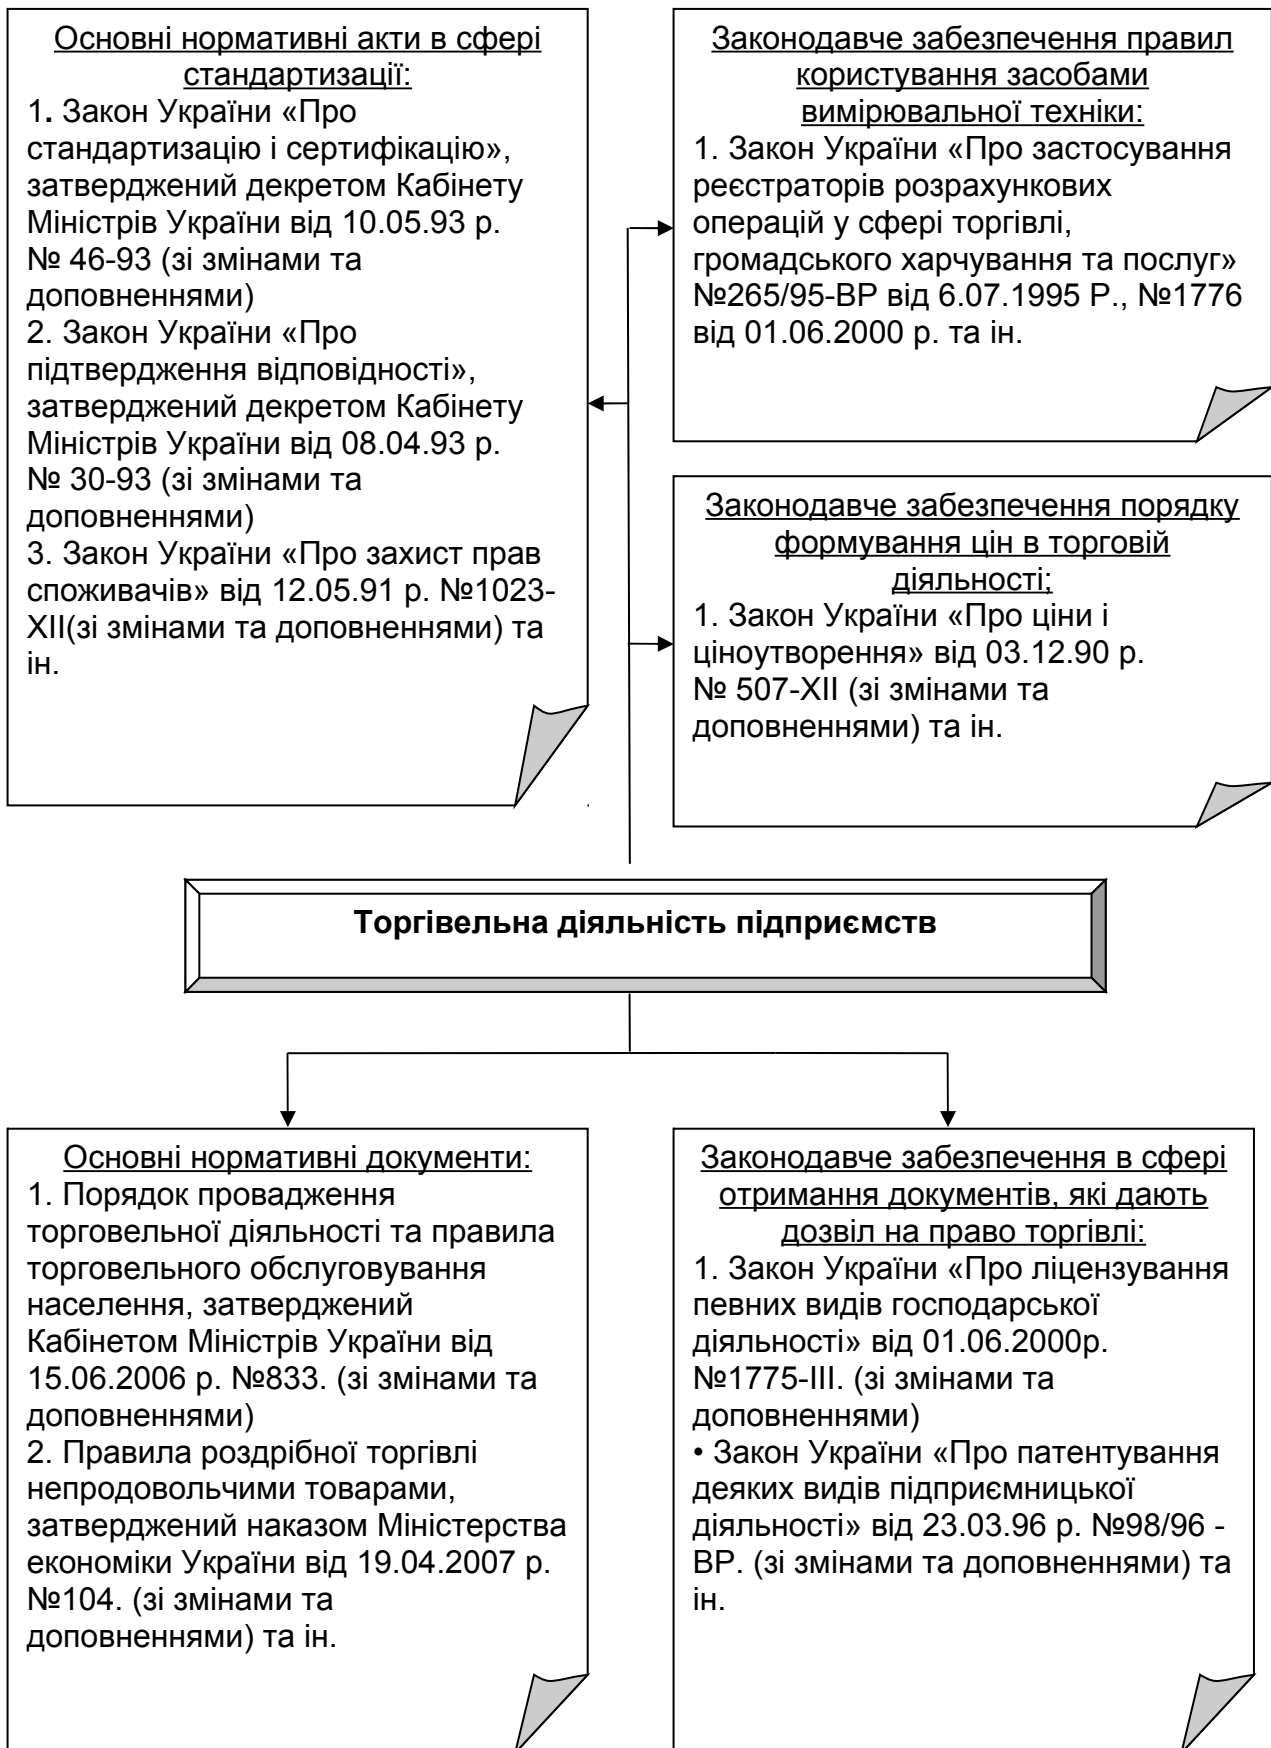 Основні нормативні акти в сфері
стандартизації:
1. Закон України «Про
стандартизацію і сертифікацію»,
затверджений декретом Кабінету
Міністрів України від 10.05.93 р.
№ 46-93 (зі змінами та
доповненнями)
2. Закон України «Про
підтвердження відповідності»,
затверджений декретом Кабінету
Міністрів України від 08.04.93 р.
№ 30-93 (зі змінами та
доповненнями)
3. Закон України «Про захист прав
споживачів» від 12.05.91 р. №1023-
XII(зі змінами та доповненнями) та
ін.
Законодавче забезпечення правил
користування засобами
вимірювальної техніки:
1. Закон України «Про застосування
реєстраторів розрахункових
операцій у сфері торгівлі,
громадського харчування та послуг»
№265/95-ВР від 6.07.1995 Р., №1776
від 01.06.2000 р. та ін.
Законодавче забезпечення порядку
формування цін в торговій
діяльності;
1. Закон України «Про ціни і
ціноутворення» від 03.12.90 р.
№ 507-XII (зі змінами та
доповненнями) та ін.
Торгівельна діяльність підприємств
Основні нормативні документи:
1. Порядок провадження
торговельної діяльності та правила
торговельного обслуговування
населення, затверджений
Кабінетом Міністрів України від
15.06.2006 р. №833. (зі змінами та
доповненнями)
2. Правила роздрібної торгівлі
непродовольчими товарами,
затверджений наказом Міністерства
економіки України від 19.04.2007 р.
№104. (зі змінами та
доповненнями) та ін.
Законодавче забезпечення в сфері
отримання документів, які дають
дозвіл на право торгівлі:
1. Закон України «Про ліцензування
певних видів господарської
діяльності» від 01.06.2000р.
№1775-III. (зі змінами та
доповненнями)
• Закон України «Про патентування
деяких видів підприємницької
діяльності» від 23.03.96 р. №98/96 -
ВР. (зі змінами та доповненнями) та
ін.